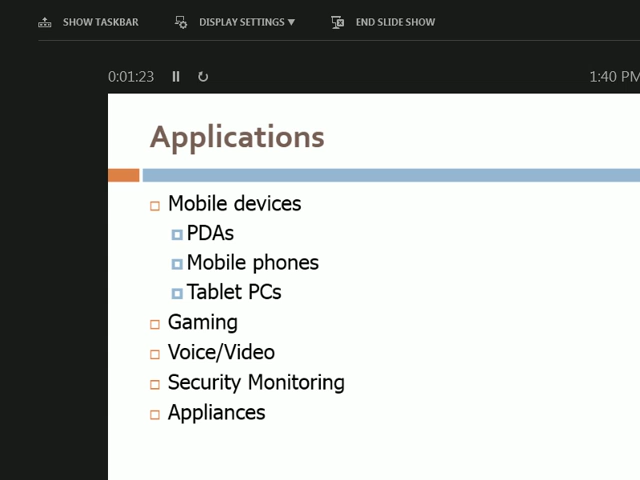 SHOW TASKBAR DISPLAY SETTINGS ▼ END SLIDE SHOW
0:01:23 1:40 PM
Applications
Mobile devices
PDAs
Mobile phones
Tablet PCs
Gaming
Voice/Video
Security Monitoring
Appliances